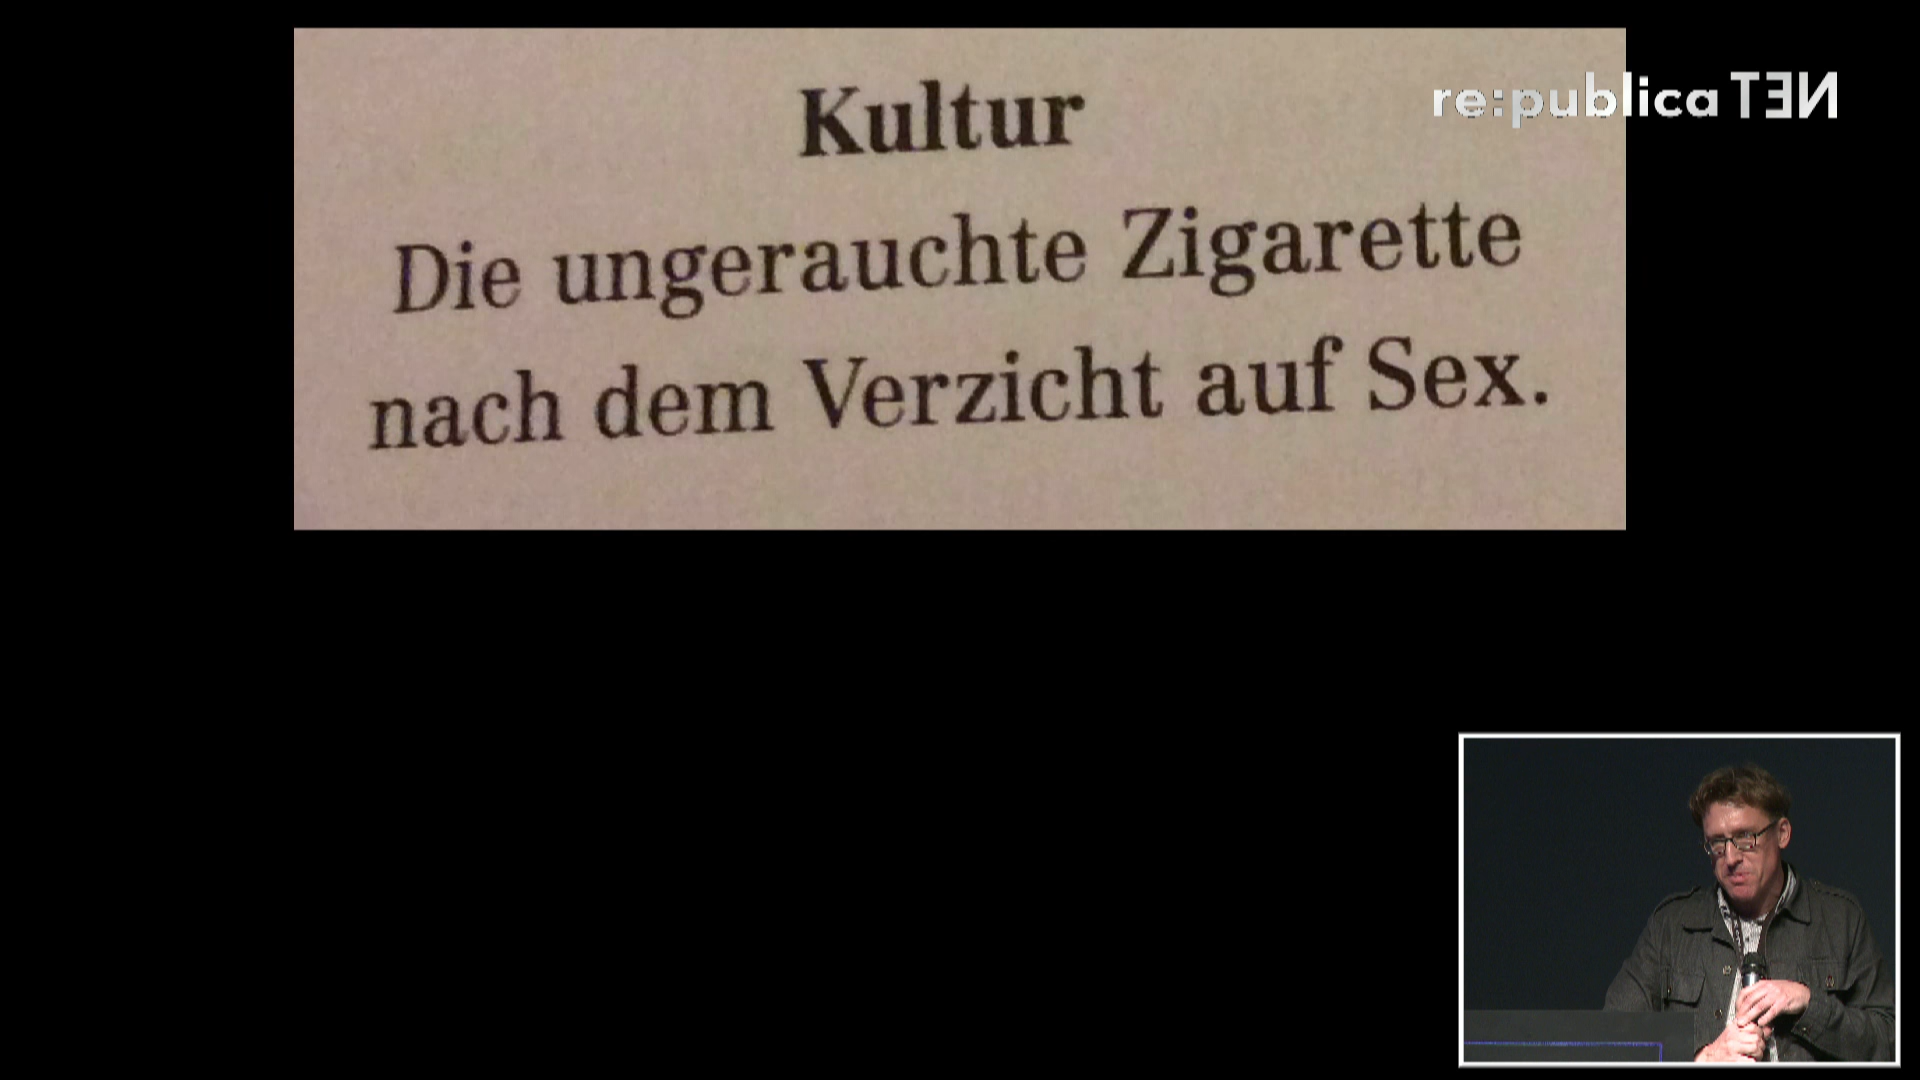 Kultur
re:publica TEN
Die ungerauchte Zigarette
nach dem Verzicht auf Sex.